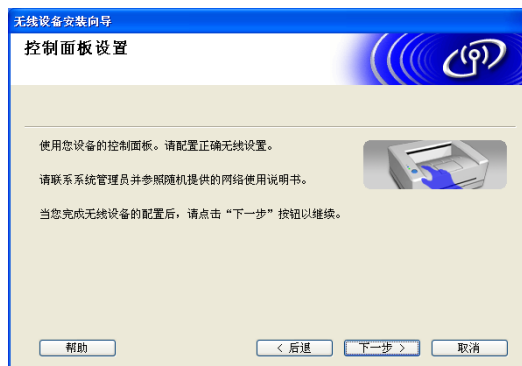 无线设备安装向导
控制面板设置
使用您设备的控制面板。请配置正确无线设置。
请联系系统管理员并参照随机提供的网络使用说明书。
当您完成无线设备的配置后，请点击“下一步”按钮以继续。
帮助
< 后退
下一步 >
取消